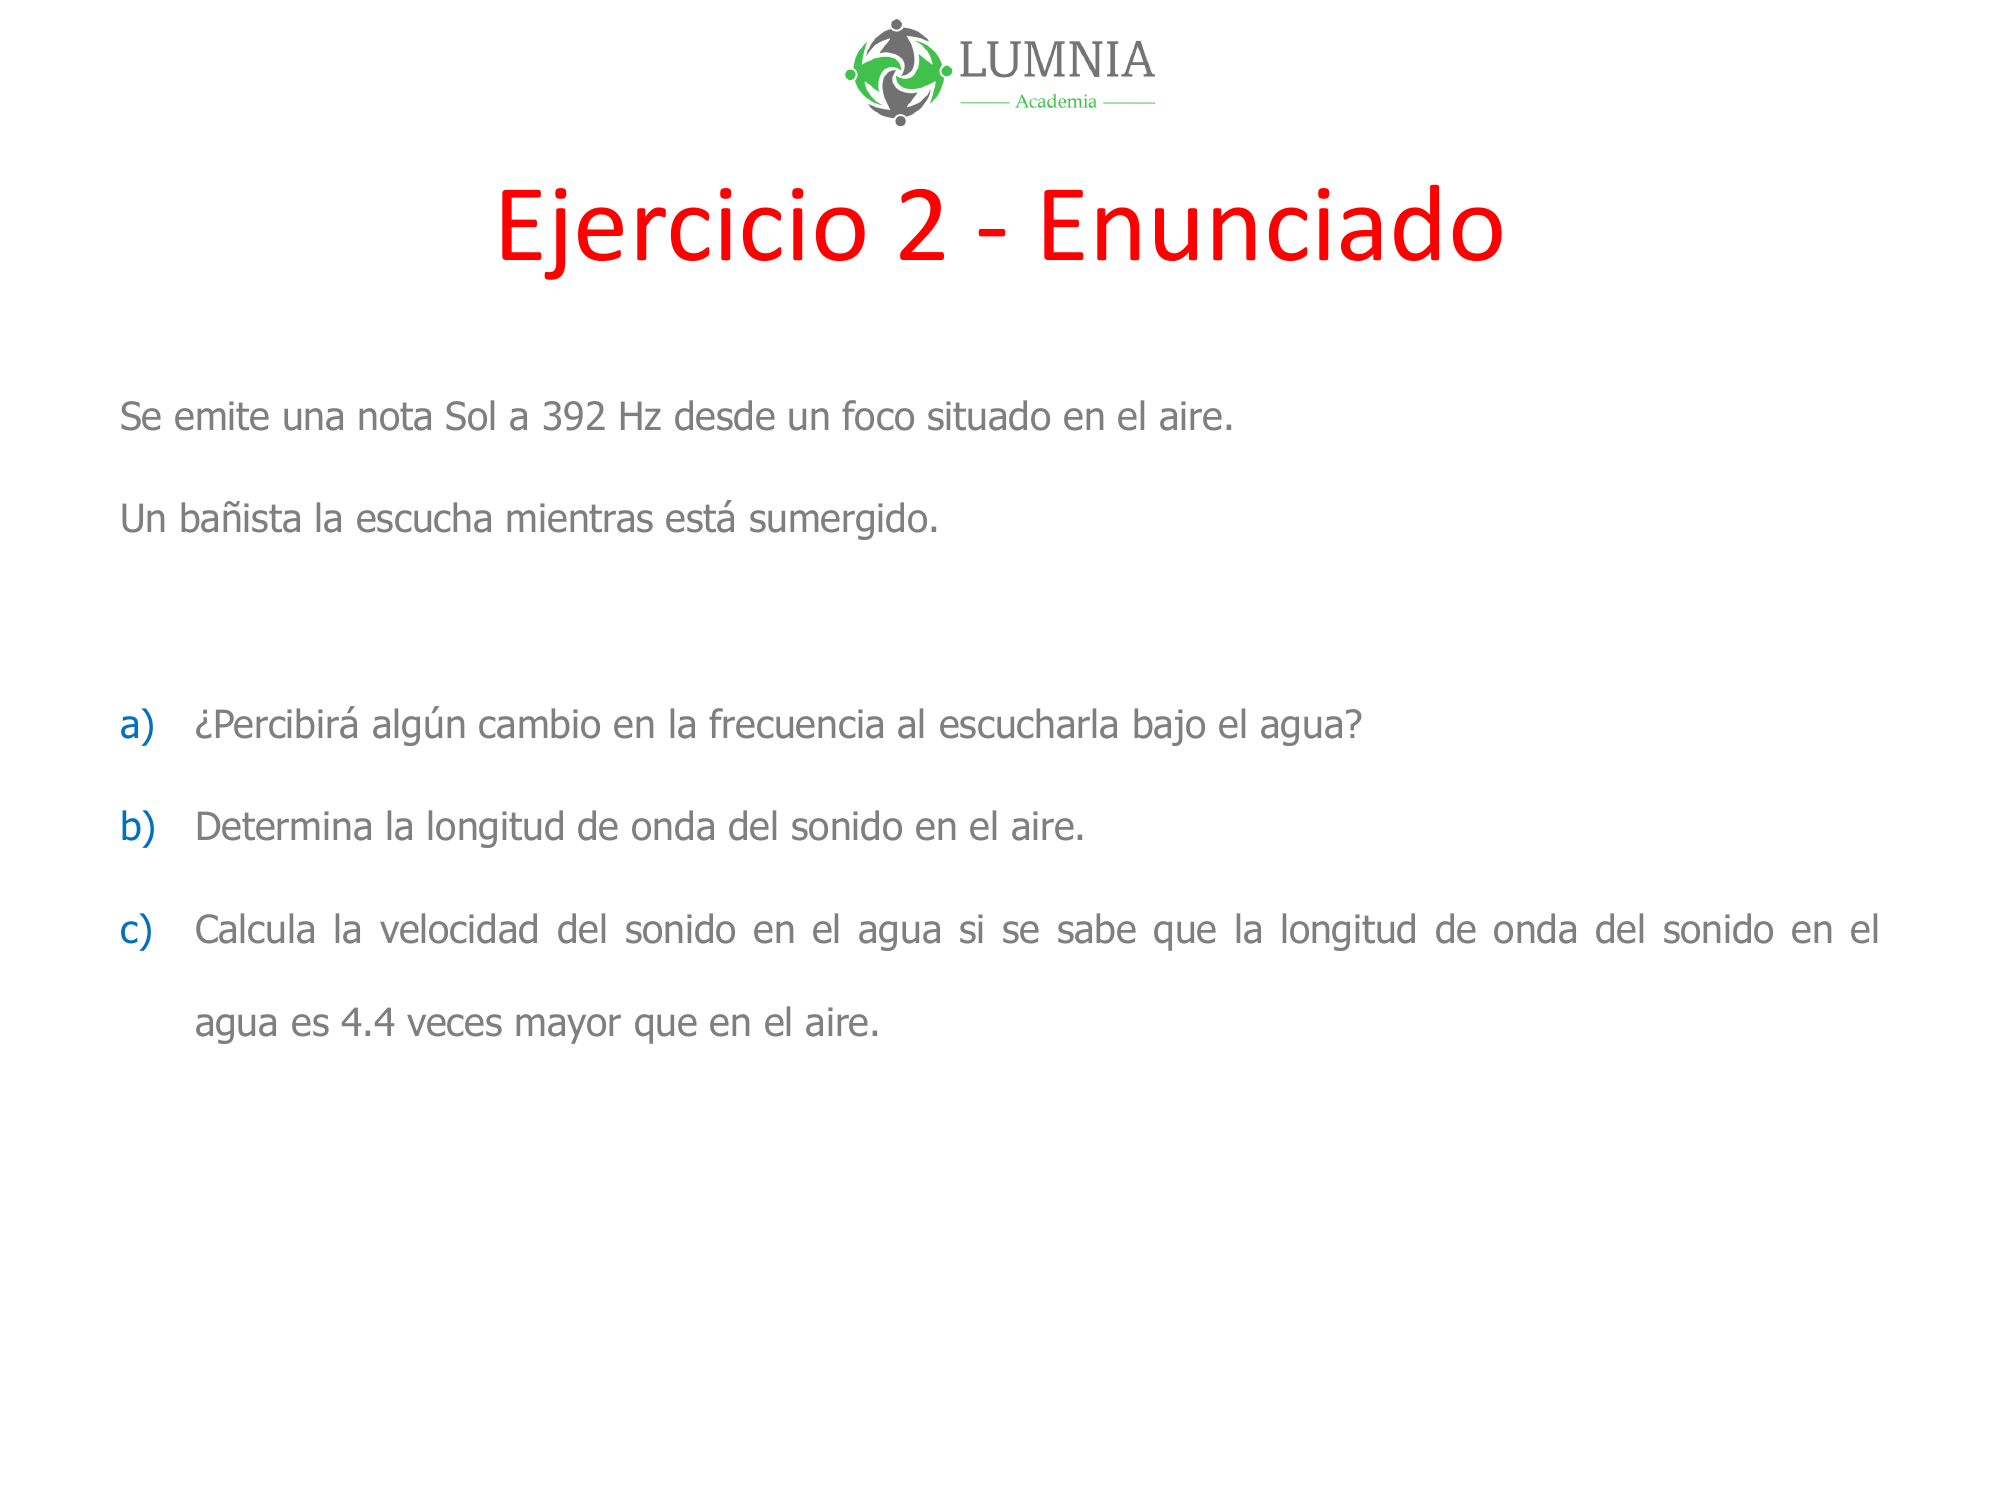 LUMNIA
Academia
Ejercicio 2 - Enunciado
Se emite una nota Sol a 392 Hz desde un foco situado en el aire.
Un bañista la escucha mientras está sumergido.
a) ¿Percibirá algún cambio en la frecuencia al escucharla bajo el agua?
b) Determina la longitud de onda del sonido en el aire.
c) Calcula la velocidad del sonido en el agua si se sabe que la longitud de onda del sonido en el
agua es 4.4 veces mayor que en el aire.